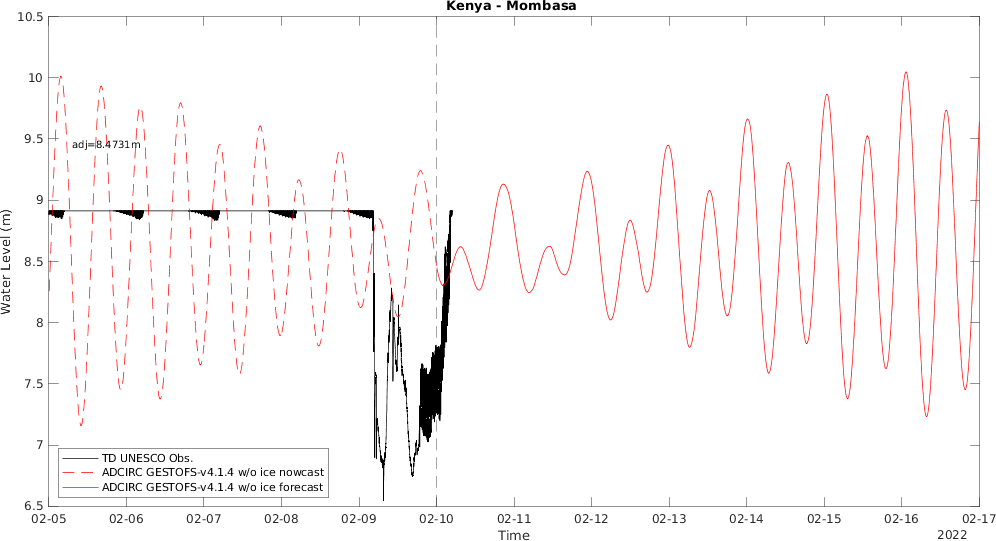 Kenya - Mombasa
10.5
10
9.5
9
8.5
8
7.5
7
6.5
Water Level (m)
adj=8.4731m
TD UNESCO Obs.
ADCIRC GESTOFS-v4.1.4 w/o ice nowcast
ADCIRC GESTOFS-v4.1.4 w/o ice forecast
02-05 02-06 02-07 02-08 02-09 02-10 02-11 02-12 02-13 02-14 02-15 02-16 02-17
Time
2022